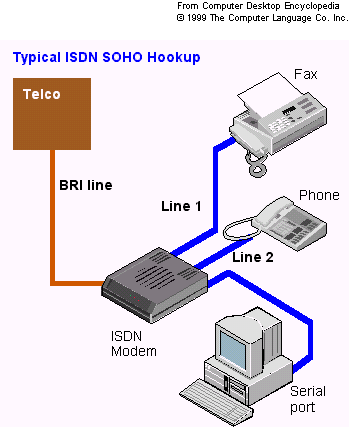 From Computer Desktop Encyclopedia
© 1999 The Computer Language Co. Inc.
Typical ISDN SOHO Hookup
Telco
Fax
BRI line
Line 1
Phone
Line 2
ISDN
Modem
Serial
port